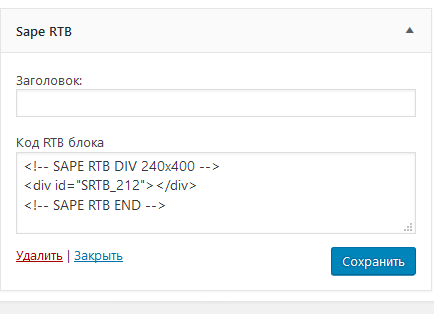 Sape RTB
Заголовок:
Код RTB блока
<!-- SAPE RTB DIV 240x400 -->
<div id="SRTB_212"></div>
<!-- SAPE RTB END -->
Удалить | Закрыть
Сохранить